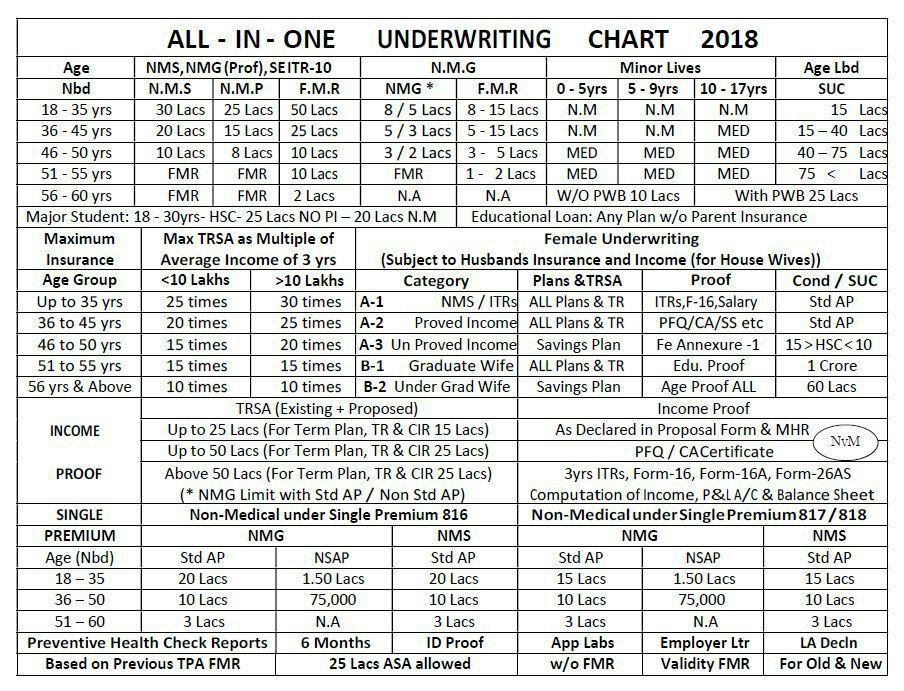 ALL - IN - ONE UNDERWRITING CHART 2018
Age NMS, NMG (Prof), SE ITR-10 N.M.G Minor Lives Age Lbd
Nbd N.M.S N.M.P F.M.R NMG * F.M.R 0 - 5yrs 5 - 9yrs 10 - 17yrs SUC
18 - 35 yrs 30 Lacs 25 Lacs 50 Lacs 8 / 5 Lacs 8 - 15 Lacs N.M N.M N.M 15 Lacs
36 - 45 yrs 20 Lacs 15 Lacs 25 Lacs 5 / 3 Lacs 5 - 15 Lacs N.M N.M MED 15 – 40 Lacs
46 - 50 yrs 10 Lacs 8 Lacs 10 Lacs 3 / 2 Lacs 3 - 5 Lacs MED MED MED 40 – 75 Lacs
51 - 55 yrs FMR FMR 10 Lacs FMR 1 - 2 Lacs MED MED MED 75 < Lacs
56 - 60 yrs FMR FMR 2 Lacs N.A N.A W/O PWB 10 Lacs With PWB 25 Lacs
Major Student: 18 - 30yrs- HSC- 25 Lacs NO PI – 20 Lacs N.M Educational Loan: Any Plan w/o Parent Insurance
Maximum Max TRSA as Multiple of Female Underwriting
Insurance Average Income of 3 yrs (Subject to Husbands Insurance and Income (for House Wives))
Age Group <10 Lakhs >10 Lakhs Category Plans &TRSA Proof Cond / SUC
Up to 35 yrs 25 times 30 times A-1 NMS / ITRs ALL Plans & TR ITRs,F-16,Salary Std AP
36 to 45 yrs 20 times 25 times A-2 Proved Income ALL Plans & TR PFQ/CA/SS etc Std AP
46 to 50 yrs 15 times 20 times A-3 Un Proved Income Savings Plan Fe Annexure -1 15 > HSC < 10
51 to 55 yrs 15 times 15 times B-1 Graduate Wife ALL Plans & TR Edu. Proof 1 Crore
56 yrs & Above 10 times 10 times B-2 Under Grad Wife Savings Plan Age Proof ALL 60 Lacs
TRSA (Existing + Proposed) Income Proof
INCOME Up to 25 Lacs (For Term Plan, TR & CIR 15 Lacs) As Declared in Proposal Form & MHR
NvM
Up to 50 Lacs (For Term Plan, TR & CIR 25 Lacs) PFQ / CA Certificate
PROOF Above 50 Lacs (For Term Plan, TR & CIR 25 Lacs) 3yrs ITRs, Form-16, Form-16A, Form-26AS
(* NMG Limit with Std AP / Non Std AP) Computation of Income, P&L A/C & Balance Sheet
SINGLE Non-Medical under Single Premium 816 Non-Medical under Single Premium 817 / 818
PREMIUM NMG NMS NMG NMS
Age (Nbd) Std AP NSAP Std AP Std AP NSAP Std AP
18 – 35 20 Lacs 1.50 Lacs 20 Lacs 15 Lacs 1.50 Lacs 15 Lacs
36 – 50 10 Lacs 75,000 10 Lacs 10 Lacs 75,000 10 Lacs
51 – 60 3 Lacs N.A 3 Lacs 3 Lacs N.A 3 Lacs
Preventive Health Check Reports 6 Months ID Proof App Labs Employer Ltr LA Decln
Based on Previous TPA FMR 25 Lacs ASA allowed w/o FMR Validity FMR For Old & New